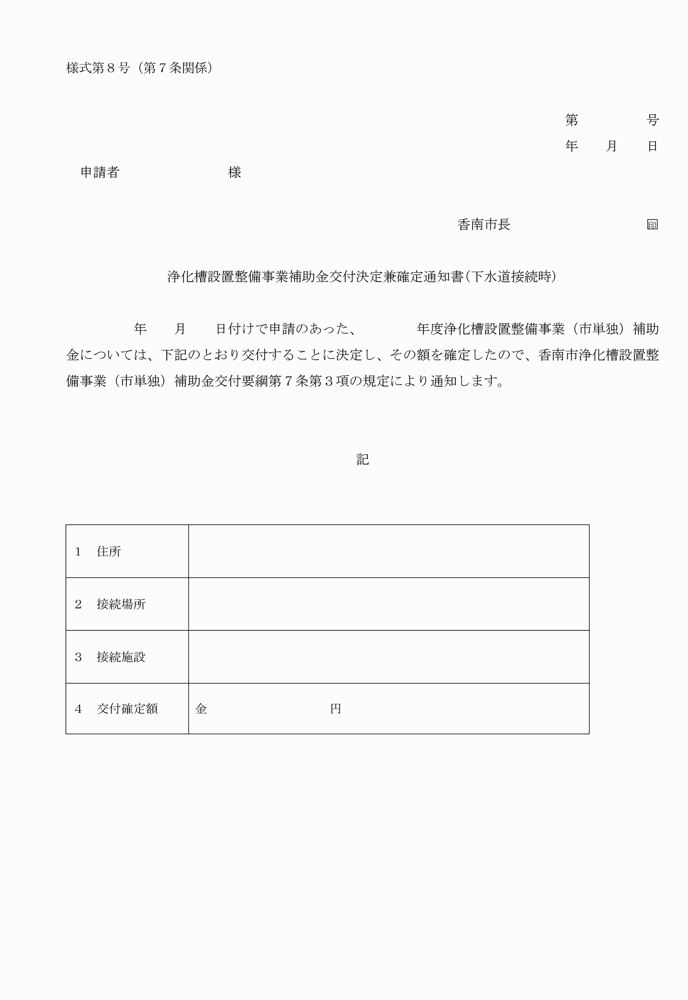 様式第８号（第７条関係）
第　　　　　号
年　　月　　日
申請者　　　　　　　　様
香南市長　　　　　　　　　　㊞
浄化槽設置整備事業補助金交付決定兼確定通知書（下水道接続時）
年　　月　　日付けで申請のあった、　　　　年度浄化槽設置整備事業（市単独）補助
金については、下記のとおり交付することに決定し、その額を確定したので、香南市浄化槽設置整
備事業（市単独）補助金交付要綱第７条第３項の規定により通知します。
記
１　住所
２　接続場所
３　接続施設
４　交付確定額　金　　　　　　　　　　円